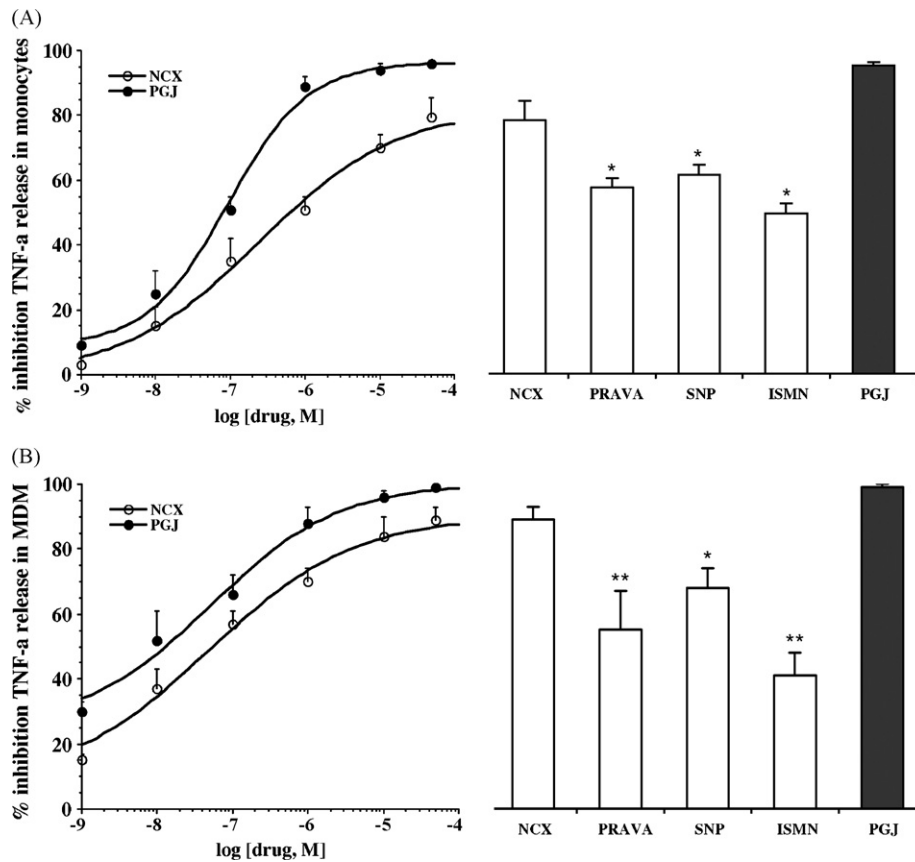 (A)
% inhibition TNF-a release in monocytes
100
80
60
40
20
0
NCX
PGJ
-9 -8 -7 -6 -5 -4
log [drug, M]
* * *
NCX PRAVA SNP ISMN PGJ
(B)
% inhibition TNF-a release in MDM
100
80
60
40
20
0
NCX
PGJ
-9 -8 -7 -6 -5 -4
log [drug, M]
** * **
NCX PRAVA SNP ISMN PGJ